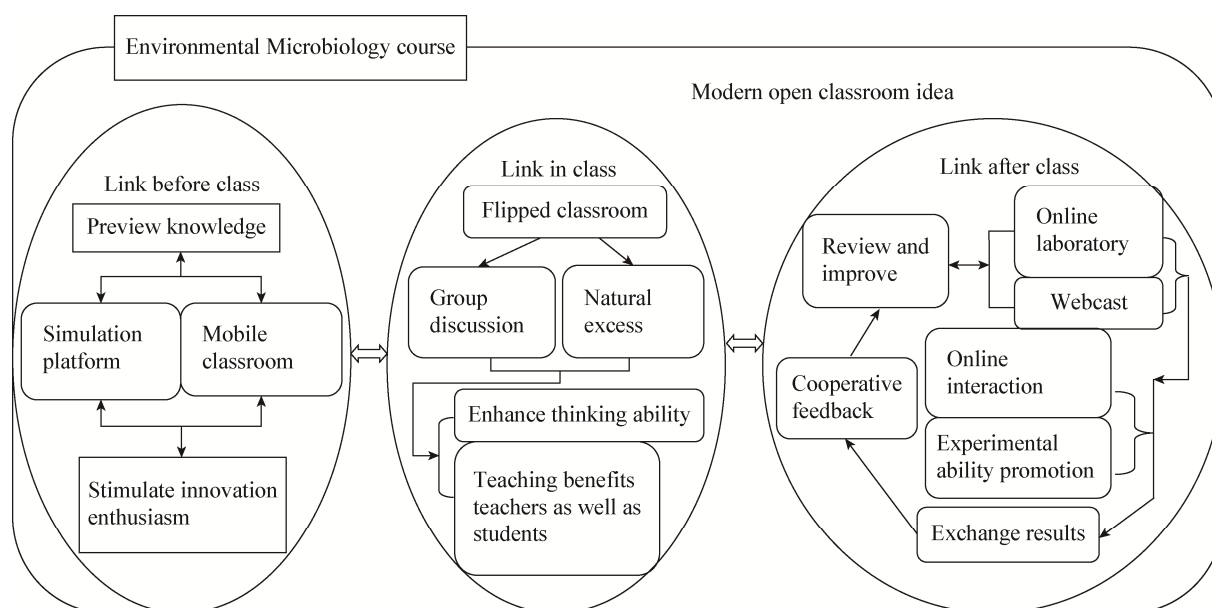 Environmental Microbiology course
Modern open classroom idea
Link before class
Preview knowledge
Simulation
platform
Mobile
classroom
Stimulate innovation
enthusiasm
Link in class
Flipped classroom
Group
discussion
Natural
excess
Enhance thinking ability
Teaching benefits
teachers as well as
students
Link after class
Review and
improve
Online
laboratory
Webcast
Online
interaction
Cooperative
feedback
Experimental
ability promotion
Exchange results